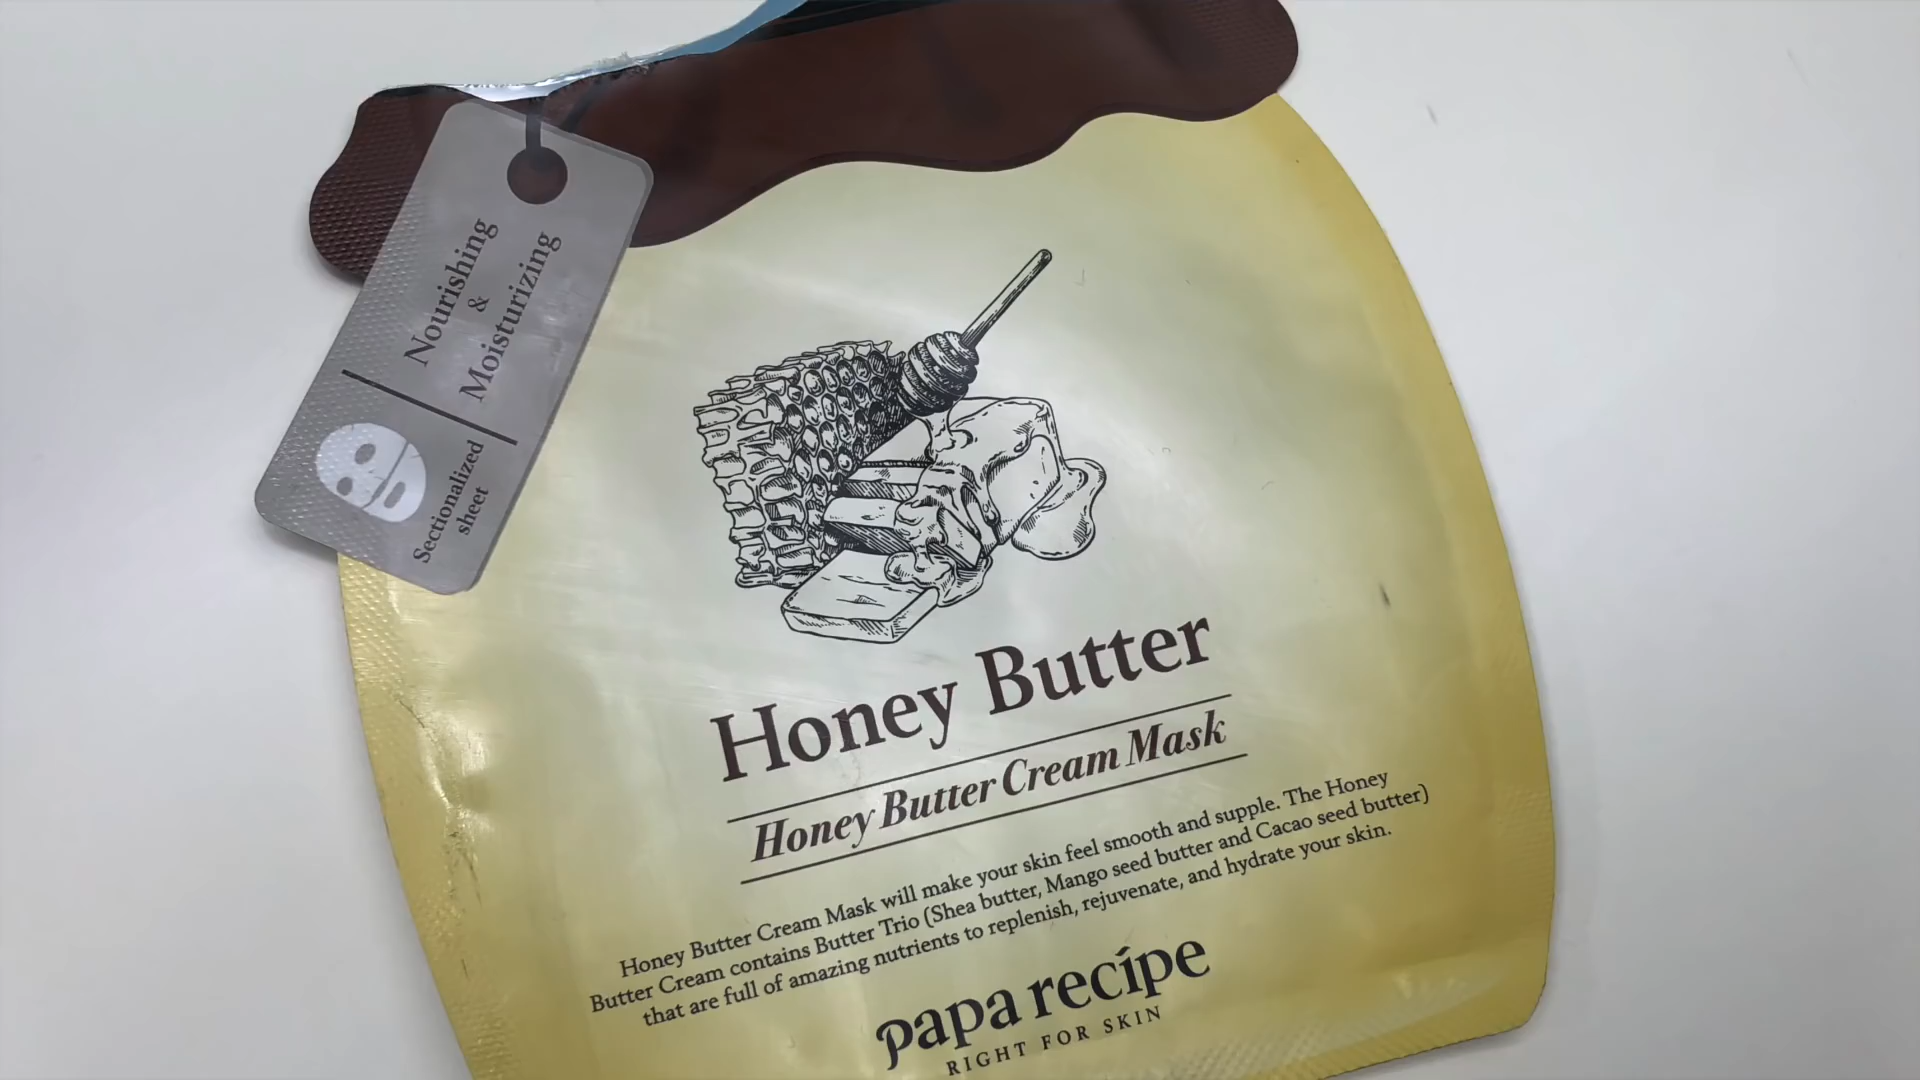 Nourishing
&
Moisturizing
Sectionalized
sheet
Honey Butter
Honey Butter Cream Mask
Honey Butter Cream Mask will make your skin feel smooth and supple. The Honey
Butter Cream contains Butter Trio (Shea butter, Mango seed butter and Cacao seed butter)
that are full of amazing nutrients to replenish, rejuvenate, and hydrate your skin.
papa recípe
RIGHT FOR SKIN